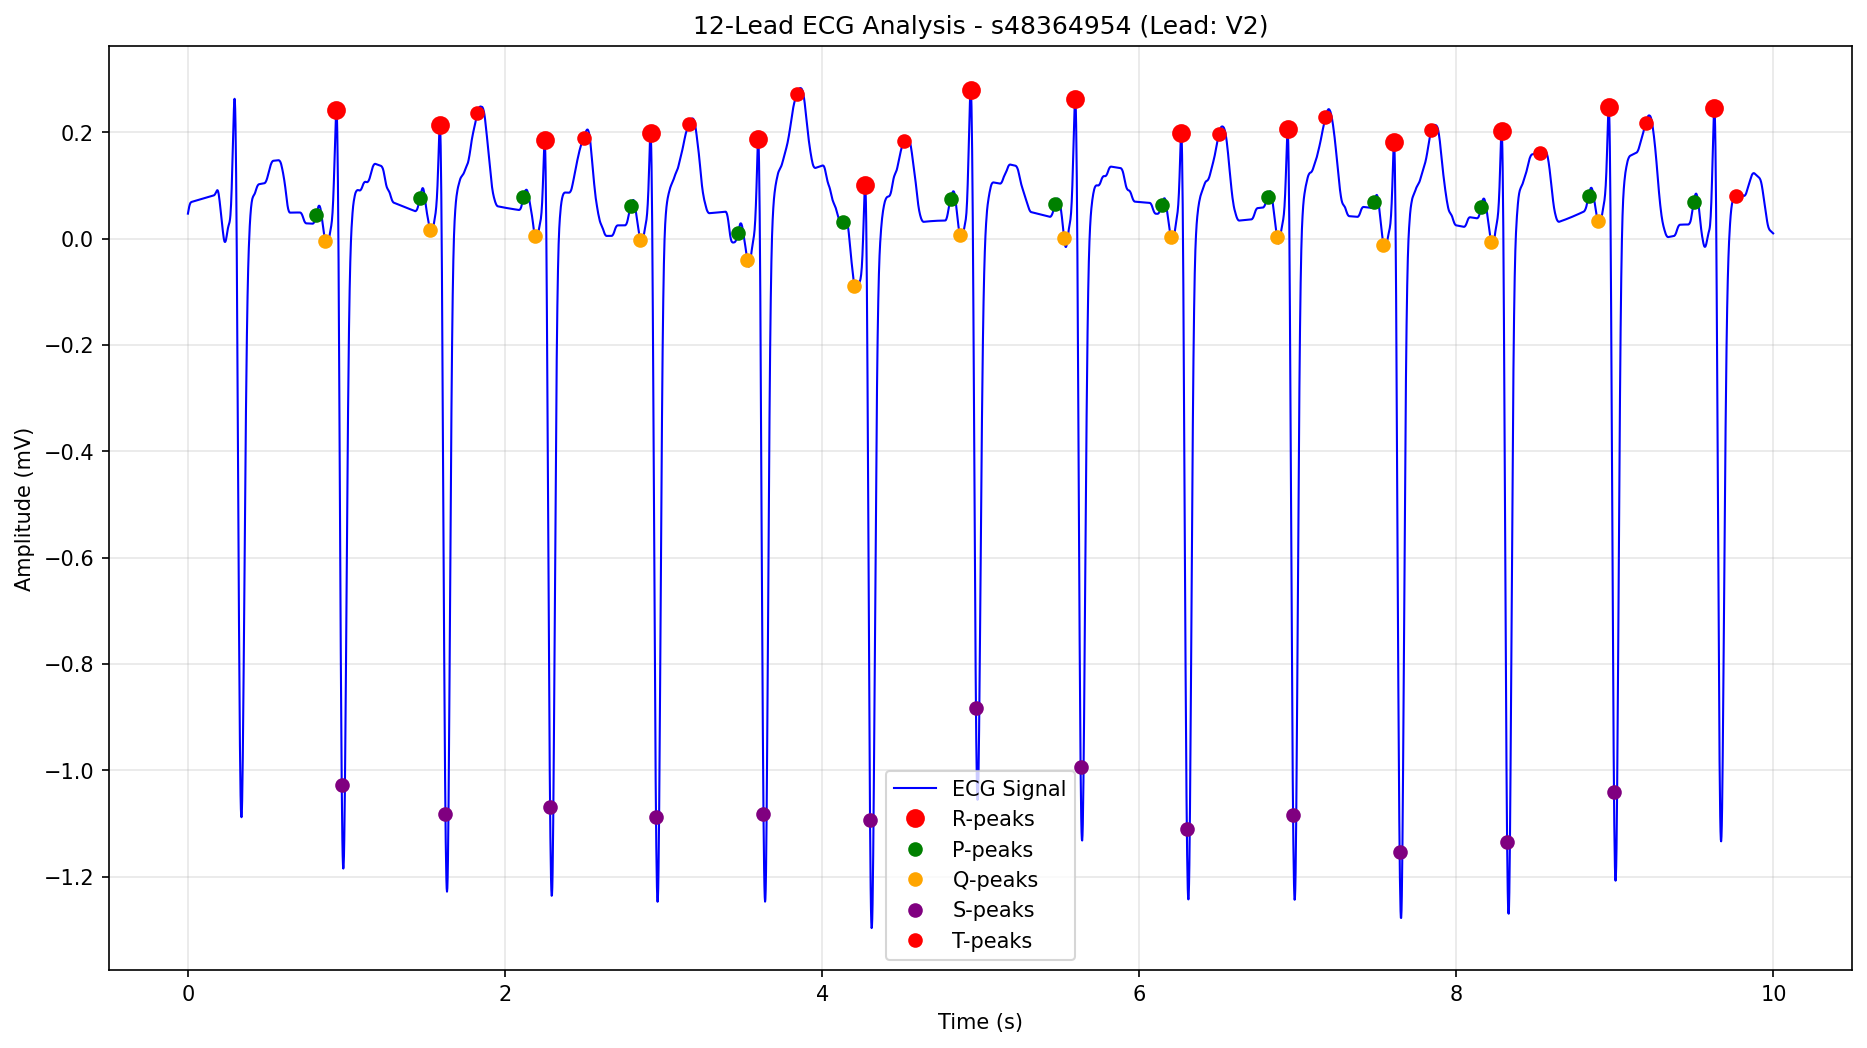 12-Lead ECG Analysis - s48364954 (Lead: V2)
Amplitude (mV)
0.2
0.0
−0.2
−0.4
−0.6
−0.8
−1.0
−1.2
ECG Signal
R-peaks
P-peaks
Q-peaks
S-peaks
T-peaks
0 2 4 6 8 10
Time (s)